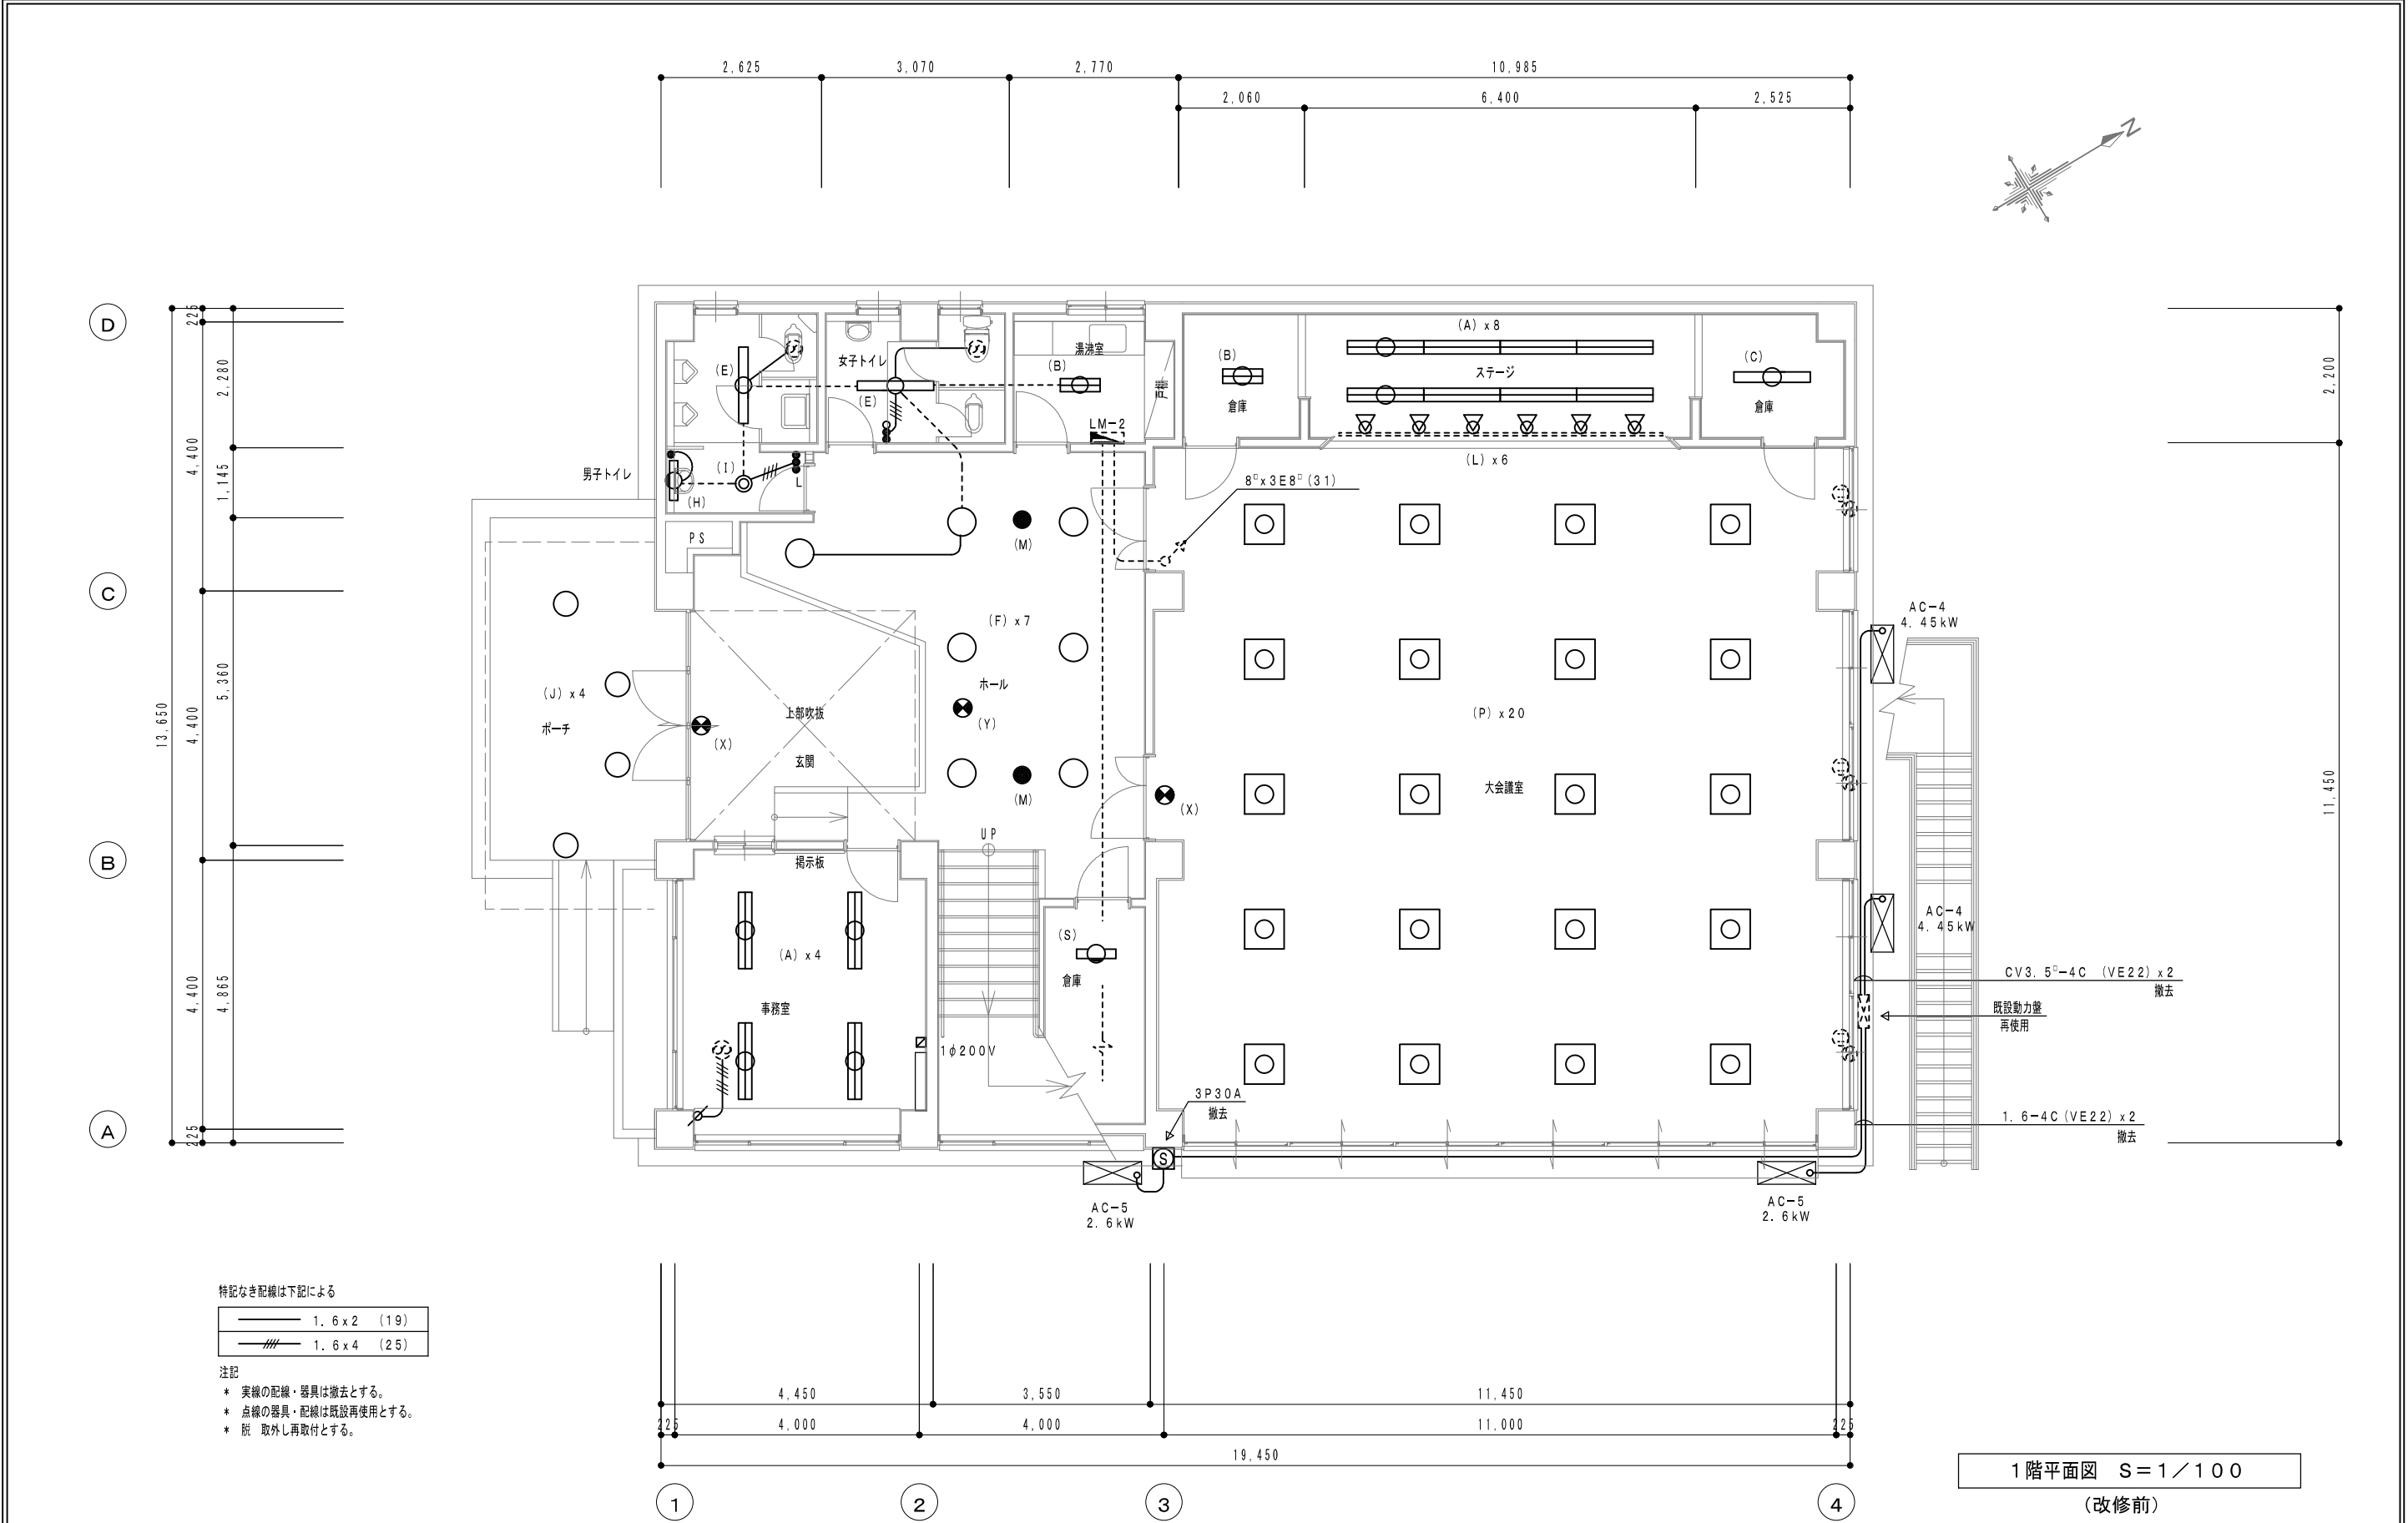 2,625
3,070
2,770
10,985
2,060
6,400
2,525
N
D
C
B
A
225
2,280
4,400
1,145
5,360
13,650
4,400
4,400
4,865
225
2,200
11,450
(A) x8
ステージ
(B)
倉庫
(C)
倉庫
湯沸室
(B)
戸棚
女子トイレ
(E)
(E)
LM-2
男子トイレ
(I)
(H)
L
(L) x6
8□x3E8□(31)
PS
(M)
(F) x7
ホール
(Y)
(J) x4
ポーチ
(X)
上部吹抜
玄関
(M)
(X)
(P) x20
大会議室
AC-4
4.45kW
UP
掲示板
(A) x4
事務室
(S)
倉庫
1φ200V
AC-4
4.45kW
CV3.5□-4C (VE22) x2
撤去
既設動力盤
再使用
3P30A
撤去
1.6-4C (VE22) x2
撤去
S
AC-5
2.6kW
AC-5
2.6kW
特記なき配線は下記による
1.6x2 (19)
1.6x4 (25)
注記
* 実線の配線・器具は撤去とする。
* 点線の器具・配線は既設再使用とする。
* 脱 取外し再取付とする。
4,450
3,550
11,450
225
4,000
4,000
11,000
225
19,450
1
2
3
4
1階平面図 S=1/100
(改修前)